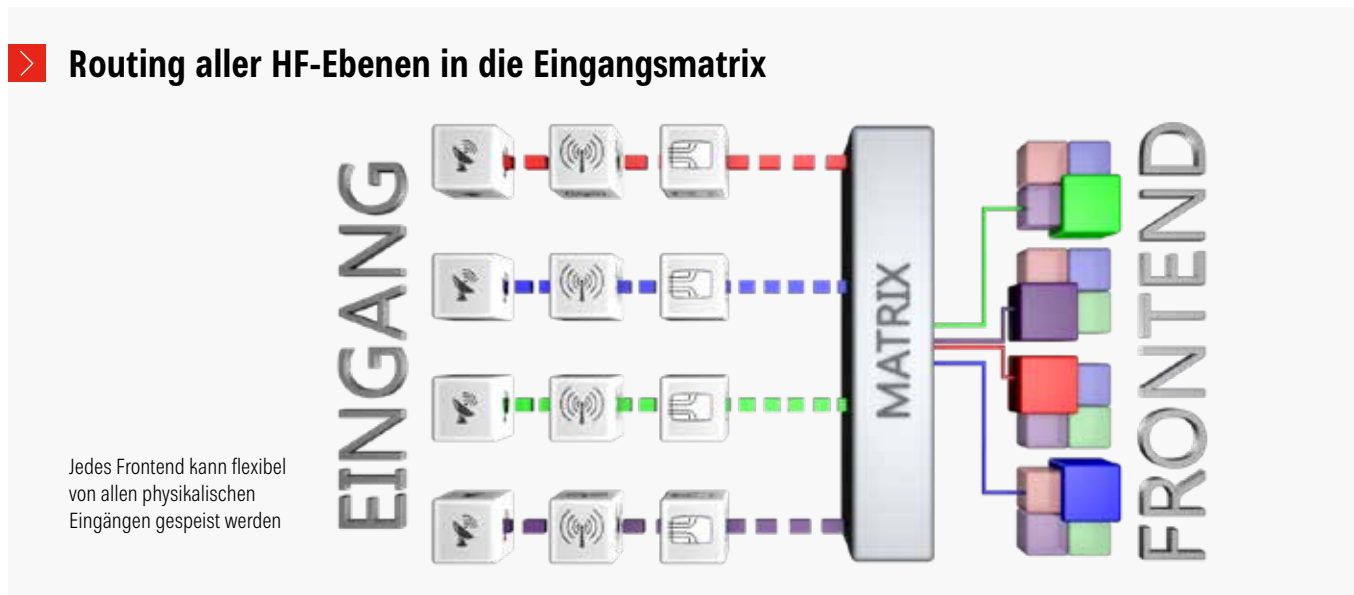 Routing aller HF-Ebenen in die Eingangsmatrix
EINGANG
MATRIX
FRONTEND
Jedes Frontend kann flexibel
von allen physikalischen
Eingängen gespeist werden